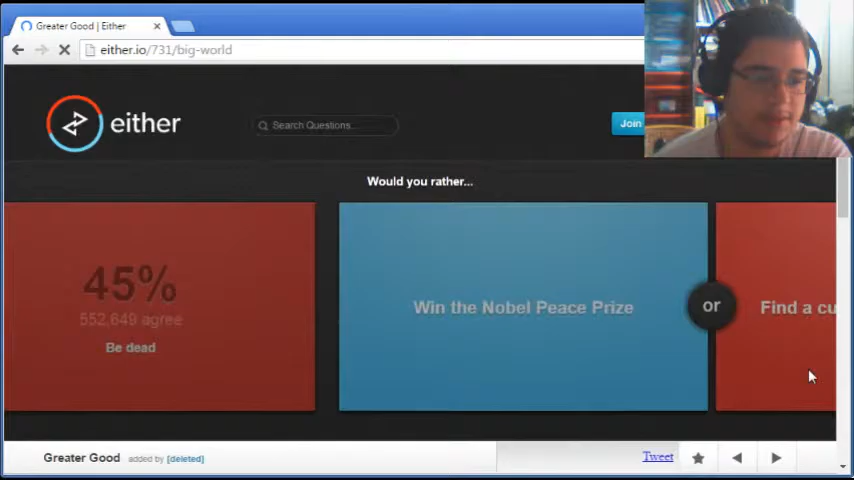 Greater Good | Either
either.io/731/big-world
either
Search Questions...
Join
Would you rather...
45%
552,649 agree
Be dead
Win the Nobel Peace Prize
or
Find a cu
Greater Good added by [deleted]
Tweet